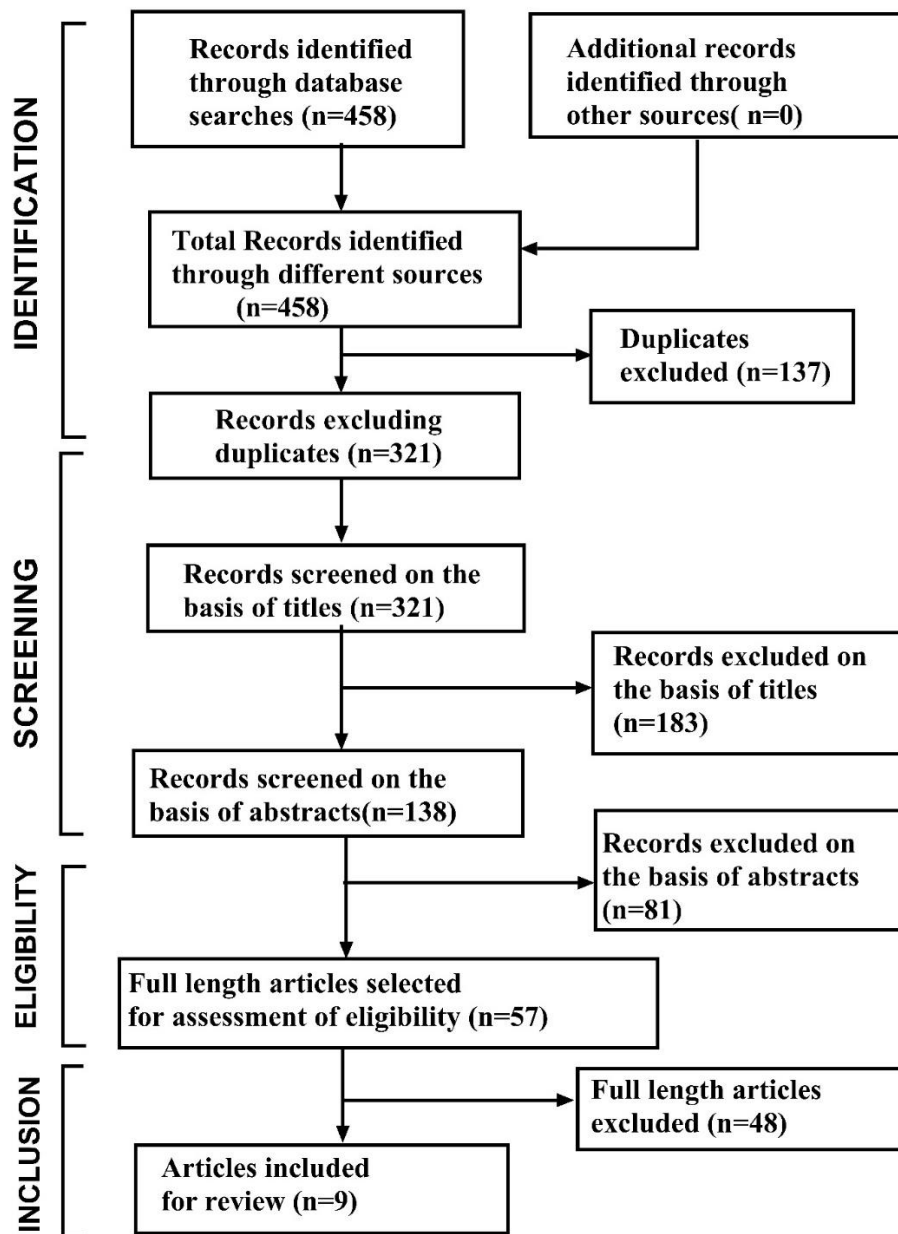 IDENTIFICATION
Records identified
through database
searches (n=458)
Additional records
identified through
other sources( n=0)
Total Records identified
through different sources
(n=458)
Duplicates
excluded (n=137)
Records excluding
duplicates (n=321)
SCREENING
Records screened on the
basis of titles (n=321)
Records excluded on
the basis of titles
(n=183)
Records screened on the
basis of abstracts(n=138)
Records excluded on
the basis of abstracts
(n=81)
ELIGIBILITY
Full length articles selected
for assessment of eligibility (n=57)
INCLUSION
Full length articles
excluded (n=48)
Articles included
for review (n=9)